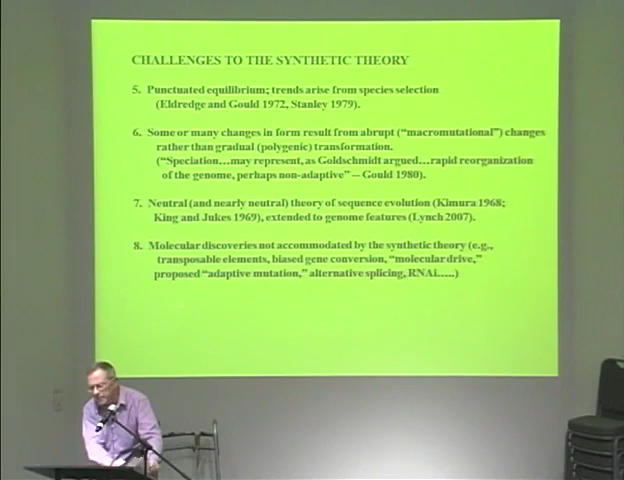 CHALLENGES TO THE SYNTHETIC THEORY
5. Punctuated equilibrium; trends arise from species selection
(Eldredge and Gould 1972, Stanley 1979).
6. Some or many changes in form result from abrupt (“macromutational”) changes
rather than gradual (polygenic) transformation.
(“Speciation...may represent, as Goldschmidt argued...rapid reorganization
of the genome, perhaps non-adaptive” -- Gould 1980).
7. Neutral (and nearly neutral) theory of sequence evolution (Kimura 1968;
King and Jukes 1969), extended to genome features (Lynch 2007).
8. Molecular discoveries not accommodated by the synthetic theory (e.g.,
transposable elements, biased gene conversion, “molecular drive,”
proposed “adaptive mutation,” alternative splicing, RNAi.....)